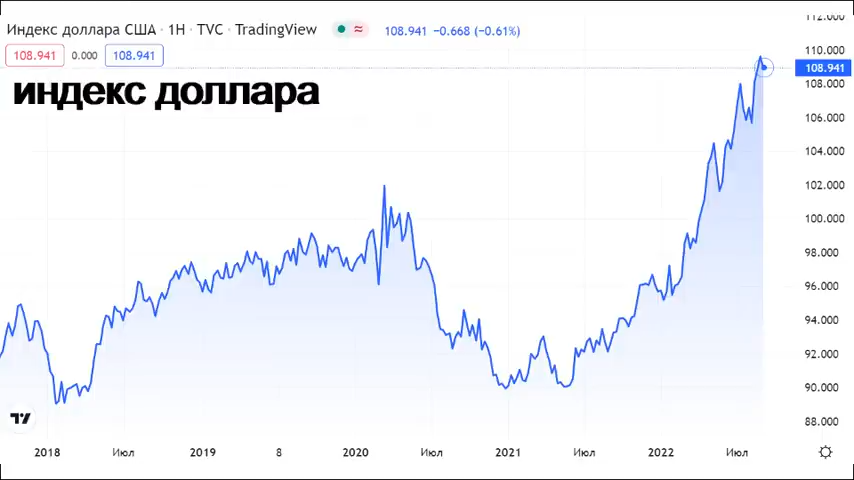 112.000
Индекс доллара США · 1Н · TVC · TradingView
108.941 −0.668 (−0.61%)
108.941 0.000 108.941
индекс доллара
110.000
108.941
108.000
106.000
104.000
102.000
100.000
98.000
96.000
94.000
92.000
90.000
88.000
2018 Июл 2019 8 2020 Июл 2021 Июл 2022 Июл